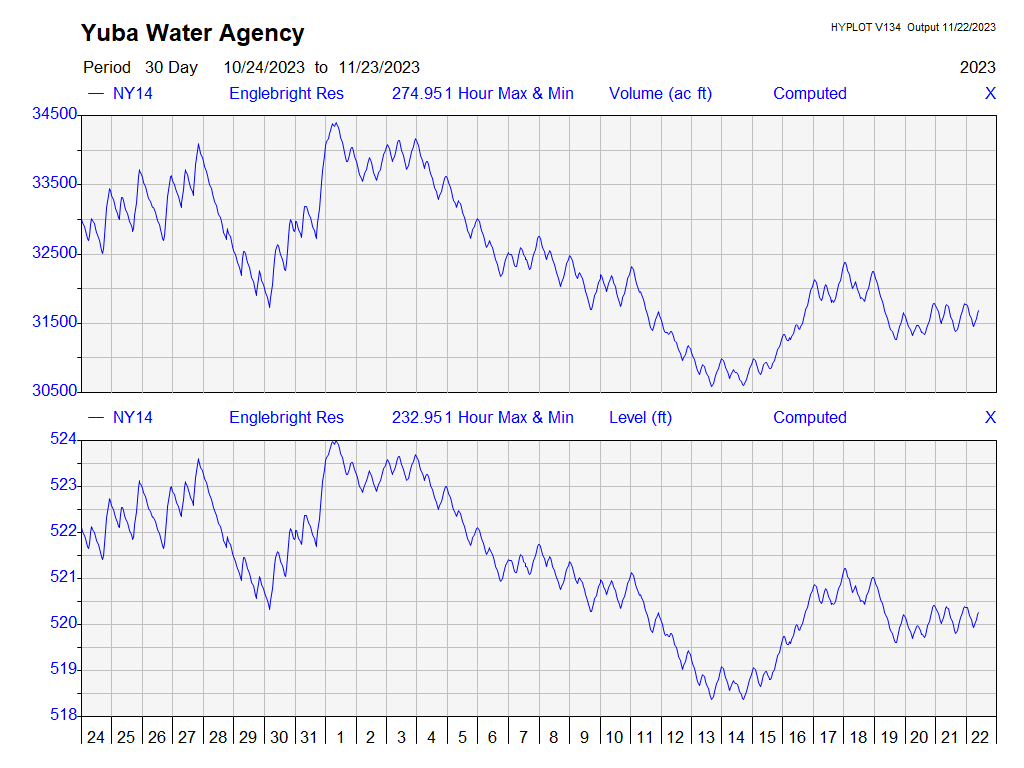 Yuba Water Agency
HYPLOT V134 Output 11/22/2023
Period 30 Day 10/24/2023 to 11/23/2023 2023
— NY14 Englebright Res 274.951 Hour Max & Min Volume (ac ft) Computed X
34500
33500
32500
31500
30500
— NY14 Englebright Res 232.951 Hour Max & Min Level (ft) Computed X
524
523
522
521
520
519
518
24 25 26 27 28 29 30 31 1 2 3 4 5 6 7 8 9 10 11 12 13 14 15 16 17 18 19 20 21 22